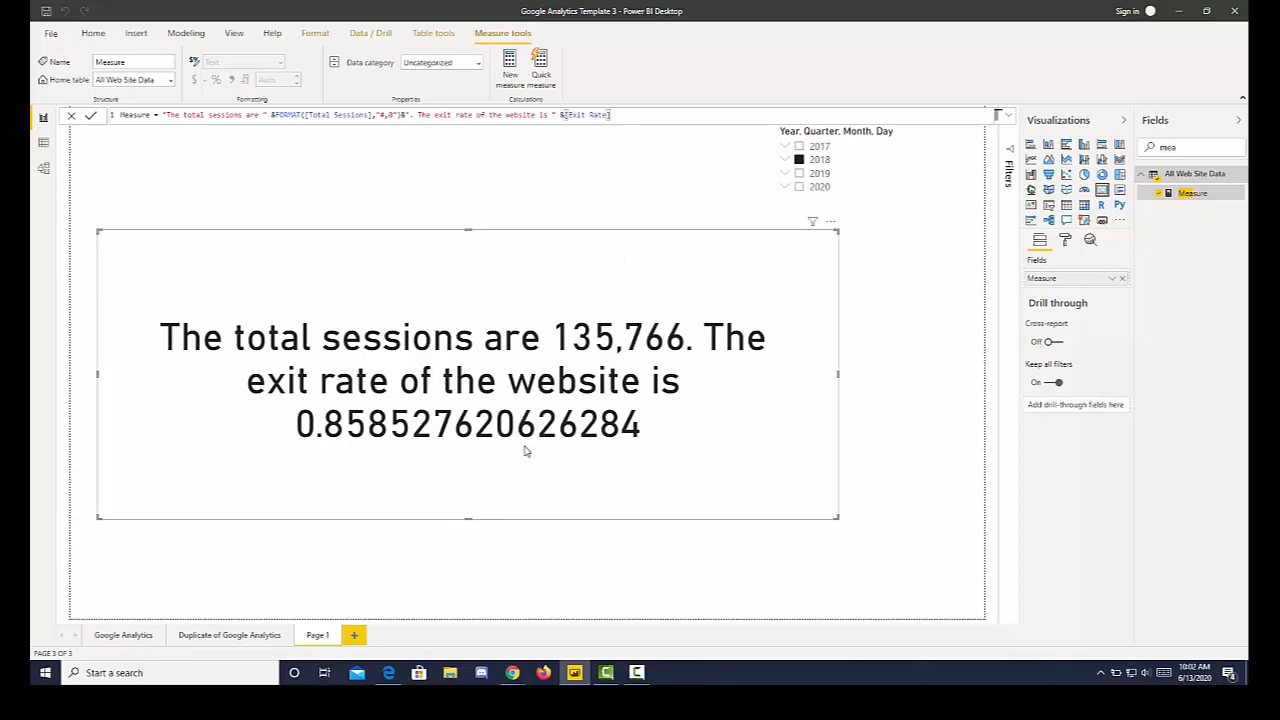 Google Analytics Template 3 - Power BI Desktop
Sign in
File Home Insert Modeling View Help Format Data / Drill Table tools Measure tools
Name Measure
Home table All Web Site Data
Structure
Text
$ % 9 Auto
Formatting
Data category Uncategorized
Properties
New measure
Quick measure
Calculations
1 Measure = "The total sessions are " &FORMAT([Total Sessions],"#,0")&". The exit rate of the website is " &[Exit Rate]
Year, Quarter, Month, Day
2017
2018
2019
2020
The total sessions are 135,766. The
exit rate of the website is
0.858527620626284
Filters
Visualizations
R Py
Fields
Measure
Drill through
Cross-report
Off
Keep all filters
On
Add drill-through fields here
Fields
mea
All Web Site Data
Measure
Google Analytics Duplicate of Google Analytics Page 1 +
PAGE 3 OF 3
Start a search
10:02 AM
6/13/2020